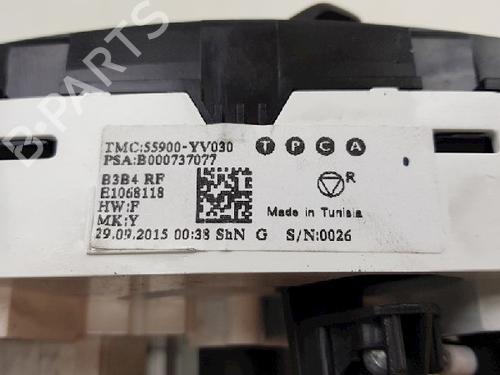 B-PARTS
TMC:55900-YV030 T P C A
PSA:B000737077
B3B4 RF
E1068118
HW:F
MK:Y
R
Made in Tunisia
29.09.2015 00:38 ShN G S/N:0026